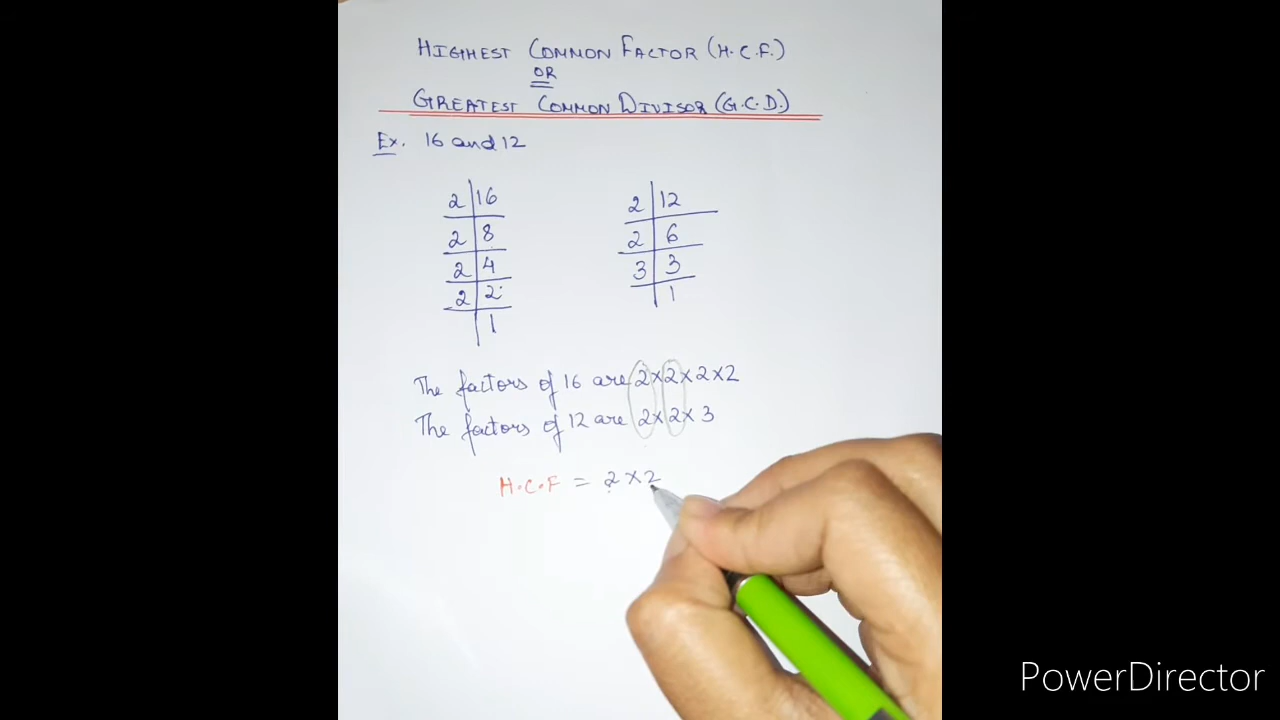 HIGHEST COMMON FACTOR (H.C.F.)
OR
GREATEST COMMON DIVISOR (G.C.D.)
Ex. 16 and 12
2 | 16
2 | 8
2 | 4
2 | 2
1
2 | 12
2 | 6
3 | 3
1
The factors of 16 are 2×2×2×2
The factors of 12 are 2×2×3
H.C.F = 2×2
PowerDirector